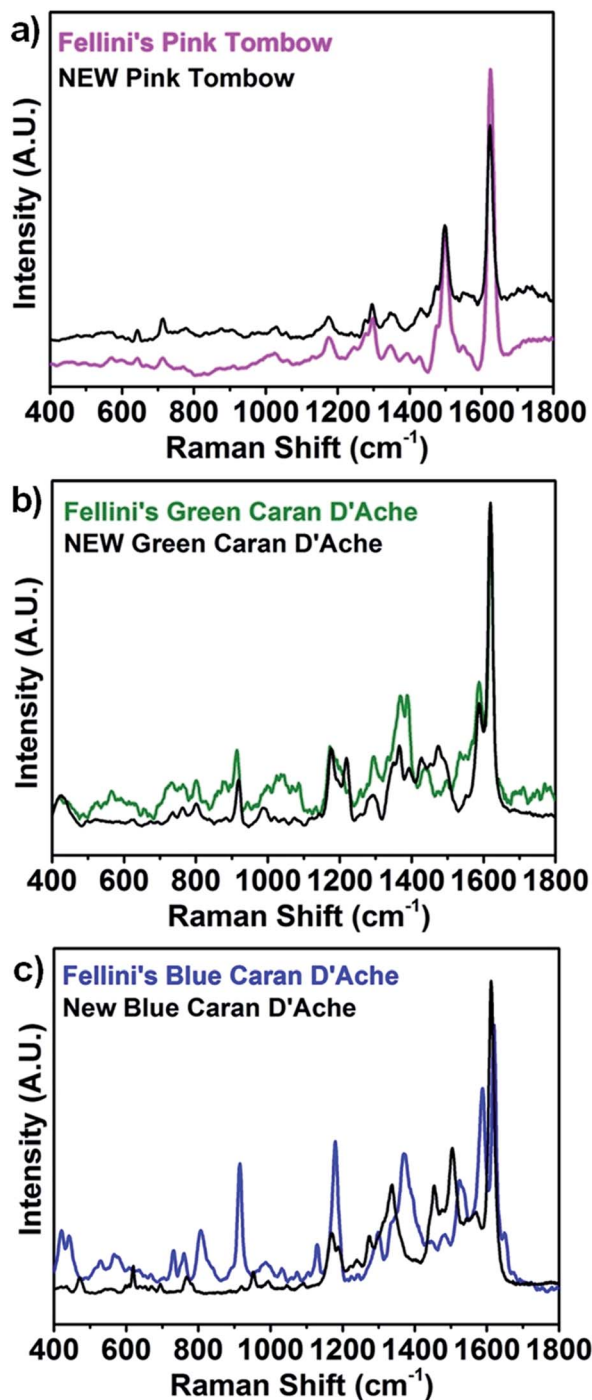 a)
Fellini's Pink Tombow
NEW Pink Tombow
Intensity (A.U.)
400 600 800 1000 1200 1400 1600 1800
Raman Shift (cm⁻¹)
b)
Fellini's Green Caran D'Ache
NEW Green Caran D'Ache
Intensity (A.U.)
400 600 800 1000 1200 1400 1600 1800
Raman Shift (cm⁻¹)
c)
Fellini's Blue Caran D'Ache
New Blue Caran D'Ache
Intensity (A.U.)
400 600 800 1000 1200 1400 1600 1800
Raman Shift (cm⁻¹)